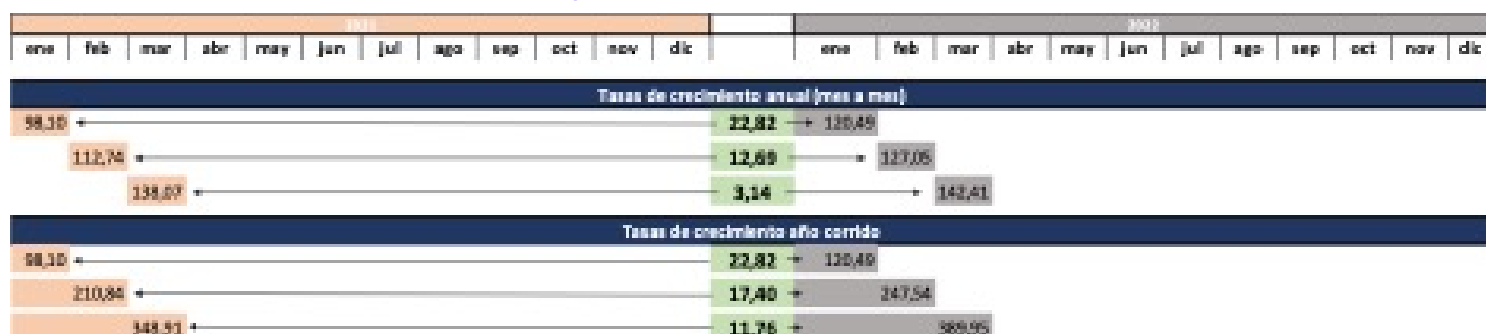 2021 2022
ene feb mar abr may jun jul ago sep oct nov dic ene feb mar abr may jun jul ago sep oct nov dic
Tasas de crecimiento anual (mes a mes)
98,10 22,82 120,49
112,74 12,69 127,05
138,07 3,14 142,41
Tasas de crecimiento año corrido
98,10 22,82 120,49
210,84 17,40 247,54
348,91 11,76 389,95